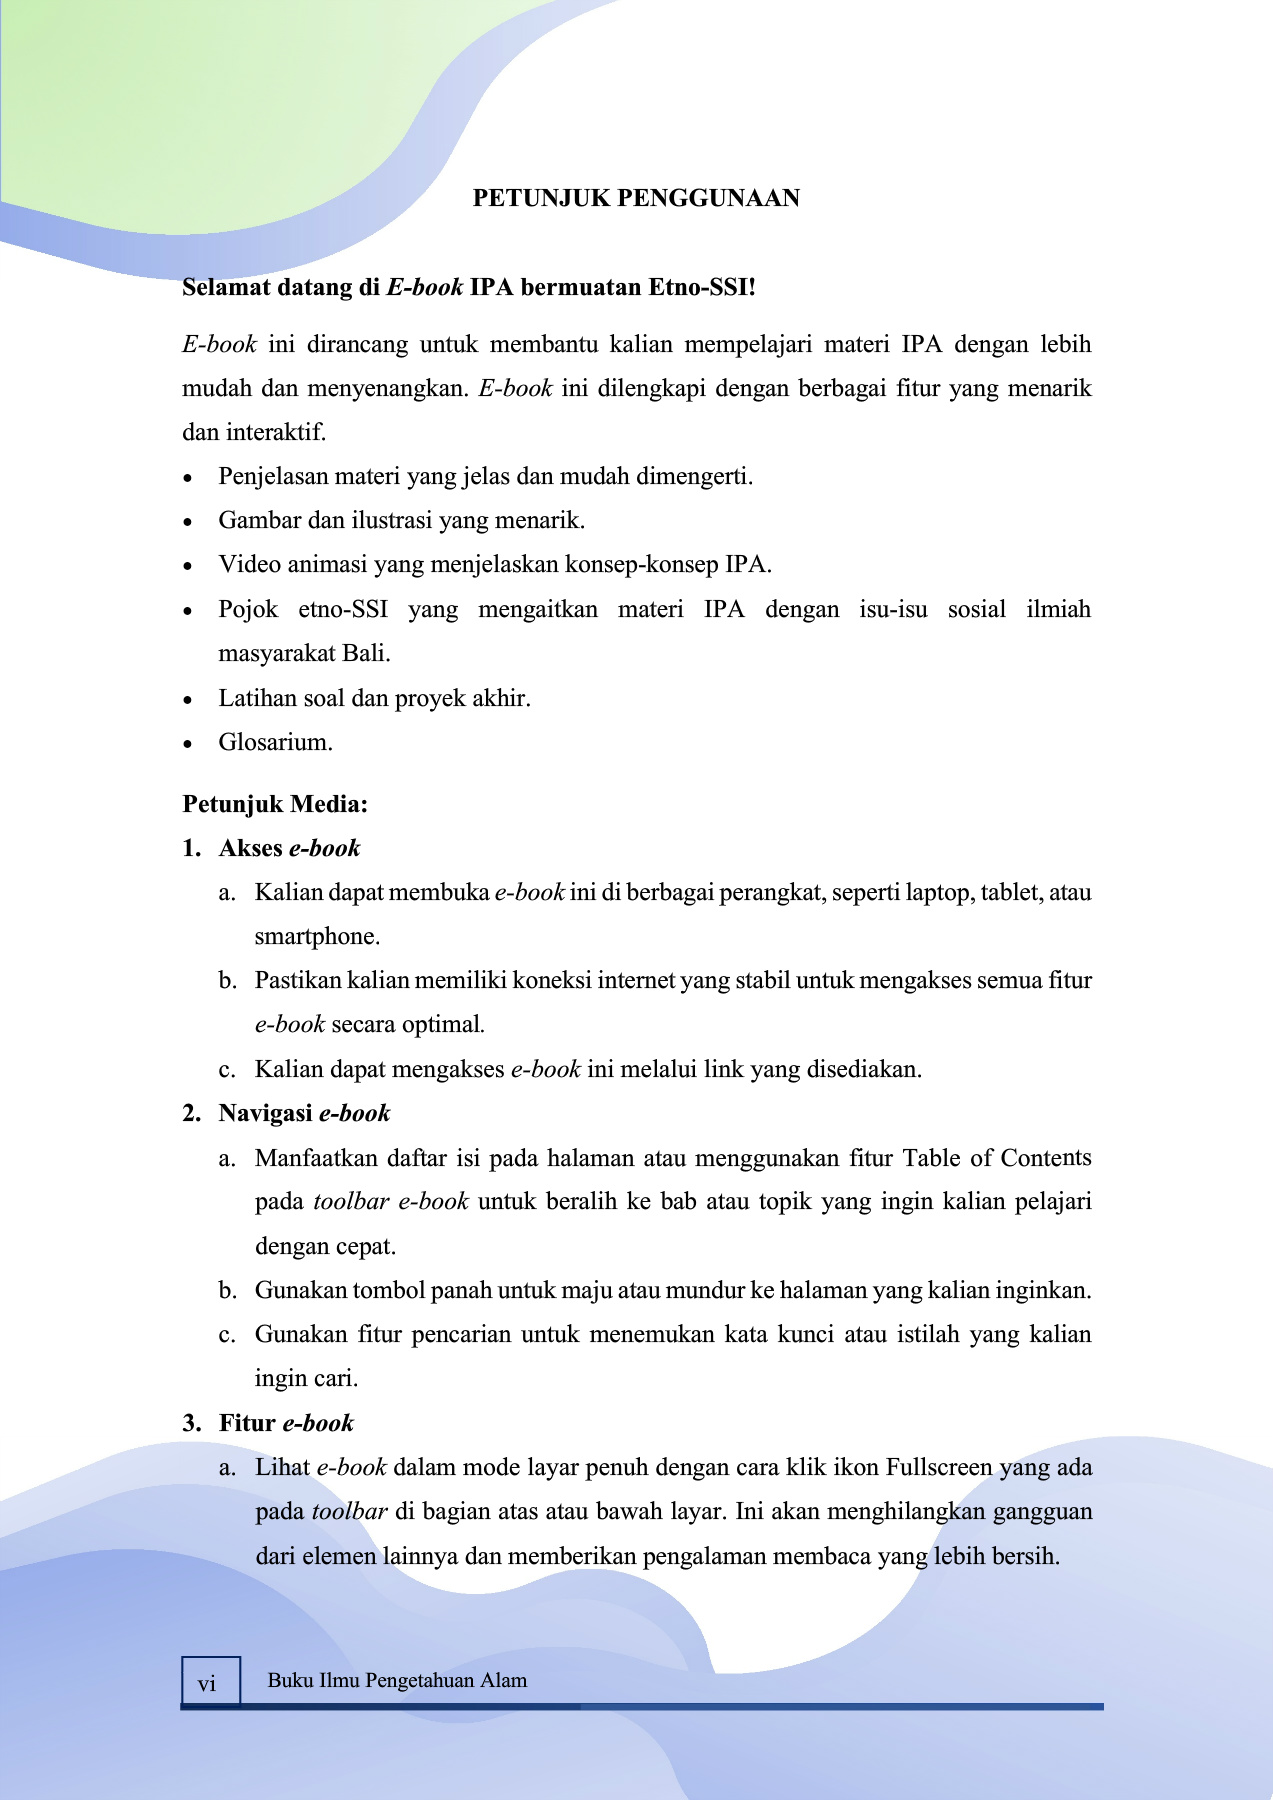 PETUNJUK PENGGUNAAN
Selamat datang di E-book IPA bermuatan Etno-SSI!
E-book ini dirancang untuk membantu kalian mempelajari materi IPA dengan lebih
mudah dan menyenangkan. E-book ini dilengkapi dengan berbagai fitur yang menarik
dan interaktif.
• Penjelasan materi yang jelas dan mudah dimengerti.
• Gambar dan ilustrasi yang menarik.
• Video animasi yang menjelaskan konsep-konsep IPA.
• Pojok etno-SSI yang mengaitkan materi IPA dengan isu-isu sosial ilmiah
masyarakat Bali.
• Latihan soal dan proyek akhir.
• Glosarium.
Petunjuk Media:
1. Akses e-book
a. Kalian dapat membuka e-book ini di berbagai perangkat, seperti laptop, tablet, atau
smartphone.
b. Pastikan kalian memiliki koneksi internet yang stabil untuk mengakses semua fitur
e-book secara optimal.
c. Kalian dapat mengakses e-book ini melalui link yang disediakan.
2. Navigasi e-book
a. Manfaatkan daftar isi pada halaman atau menggunakan fitur Table of Contents
pada toolbar e-book untuk beralih ke bab atau topik yang ingin kalian pelajari
dengan cepat.
b. Gunakan tombol panah untuk maju atau mundur ke halaman yang kalian inginkan.
c. Gunakan fitur pencarian untuk menemukan kata kunci atau istilah yang kalian
ingin cari.
3. Fitur e-book
a. Lihat e-book dalam mode layar penuh dengan cara klik ikon Fullscreen yang ada
pada toolbar di bagian atas atau bawah layar. Ini akan menghilangkan gangguan
dari elemen lainnya dan memberikan pengalaman membaca yang lebih bersih.
vi Buku Ilmu Pengetahuan Alam